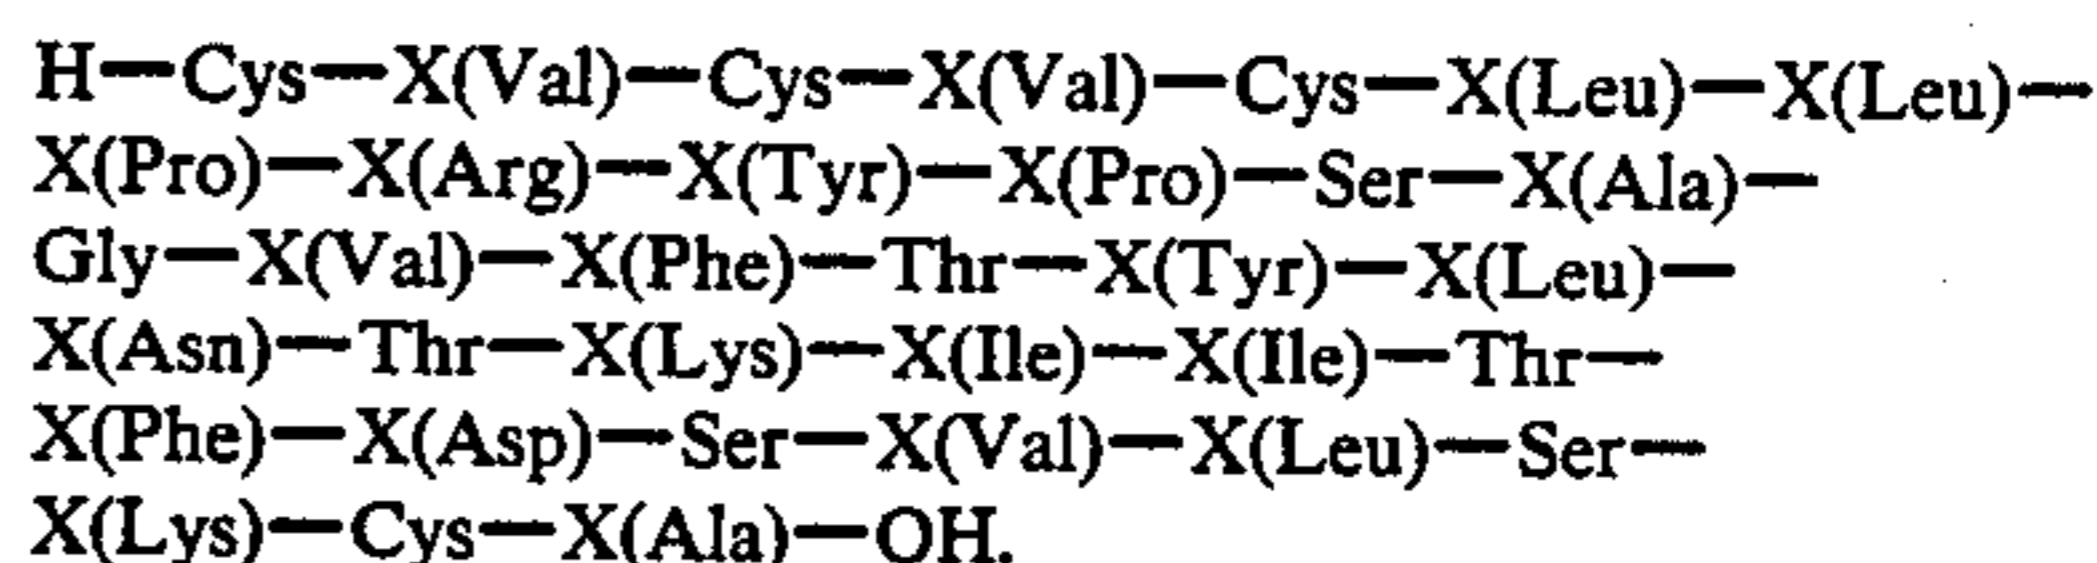 H—Cys—X(Val)—Cys—X(Val)—Cys—X(Leu)—X(Leu)—
X(Pro)—X(Arg)—X(Tyr)—X(Pro)—Ser—X(Ala)—
Gly—X(Val)—X(Phe)—Thr—X(Tyr)—X(Leu)—
X(Asn)—Thr—X(Lys)—X(Ile)—X(Ile)—Thr—
X(Phe)—X(Asp)—Ser—X(Val)—X(Leu)—Ser—
X(Lys)—Cys—X(Ala)—OH.